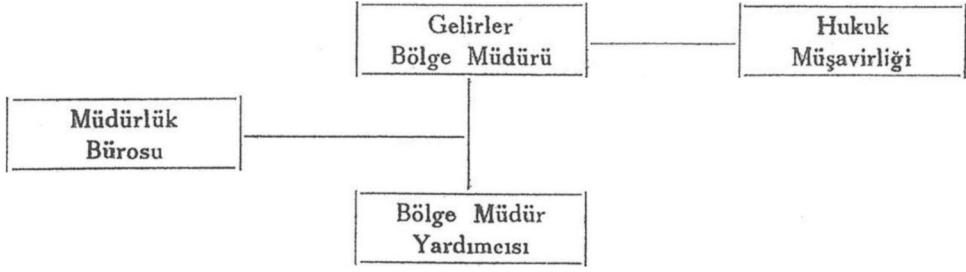 Gelirler
Bölge Müdürü
Hukuk
Müşavirliği
Müdürlük
Bürosu
Bölge Müdür
Yardımcısı